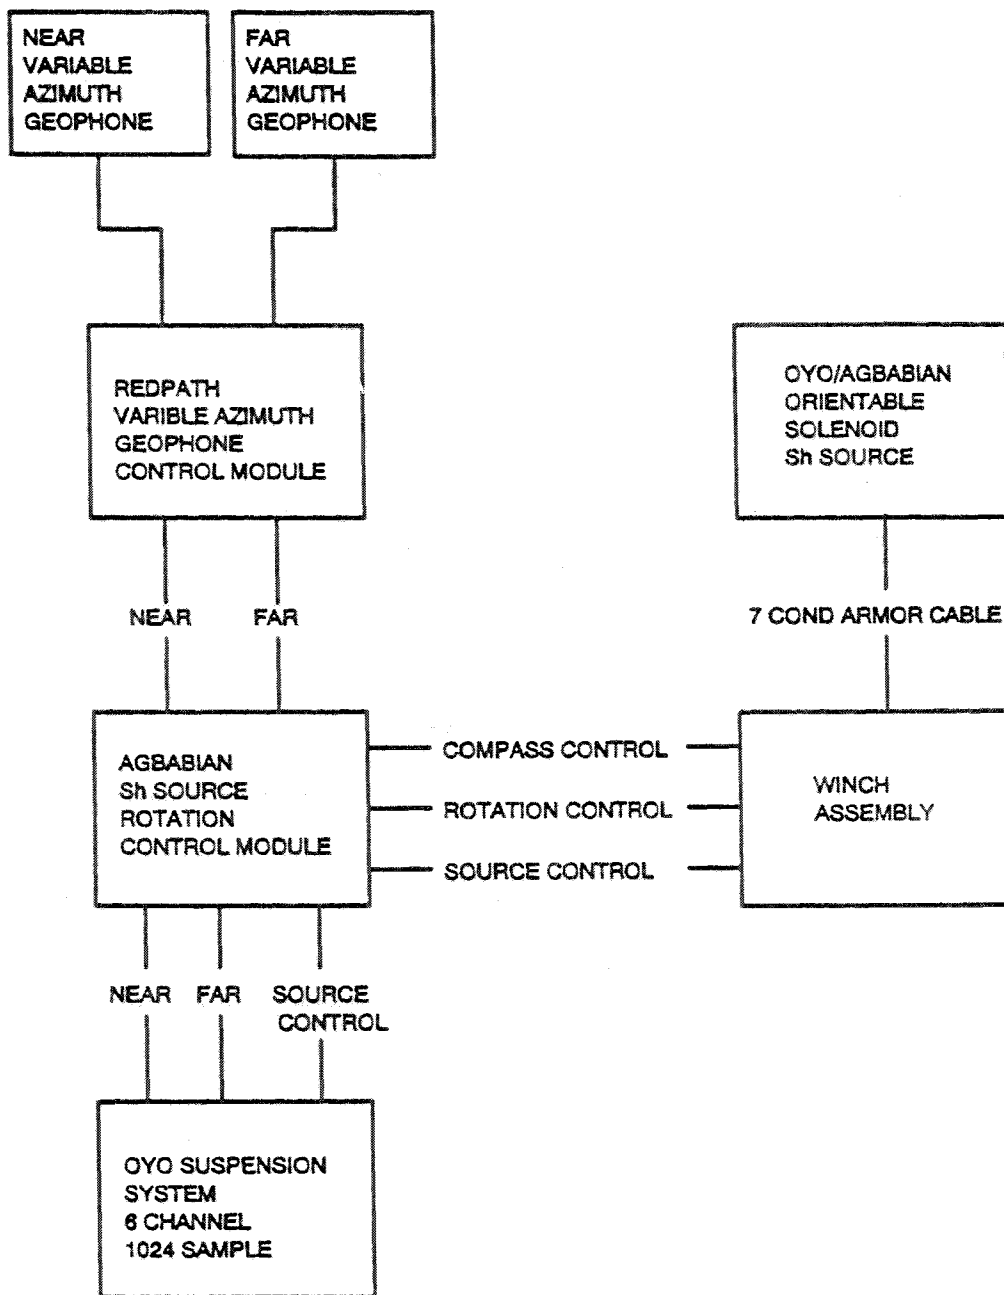 NEAR
VARIABLE
AZIMUTH
GEOPHONE
FAR
VARIABLE
AZIMUTH
GEOPHONE
REDPATH
VARIBLE AZIMUTH
GEOPHONE
CONTROL MODULE
OYO/AGBABIAN
ORIENTABLE
SOLENOID
Sh SOURCE
NEAR
FAR
7 COND ARMOR CABLE
AGBABIAN
Sh SOURCE
ROTATION
CONTROL MODULE
COMPASS CONTROL
ROTATION CONTROL
SOURCE CONTROL
WINCH
ASSEMBLY
NEAR
FAR
SOURCE
CONTROL
OYO SUSPENSION
SYSTEM
6 CHANNEL
1024 SAMPLE